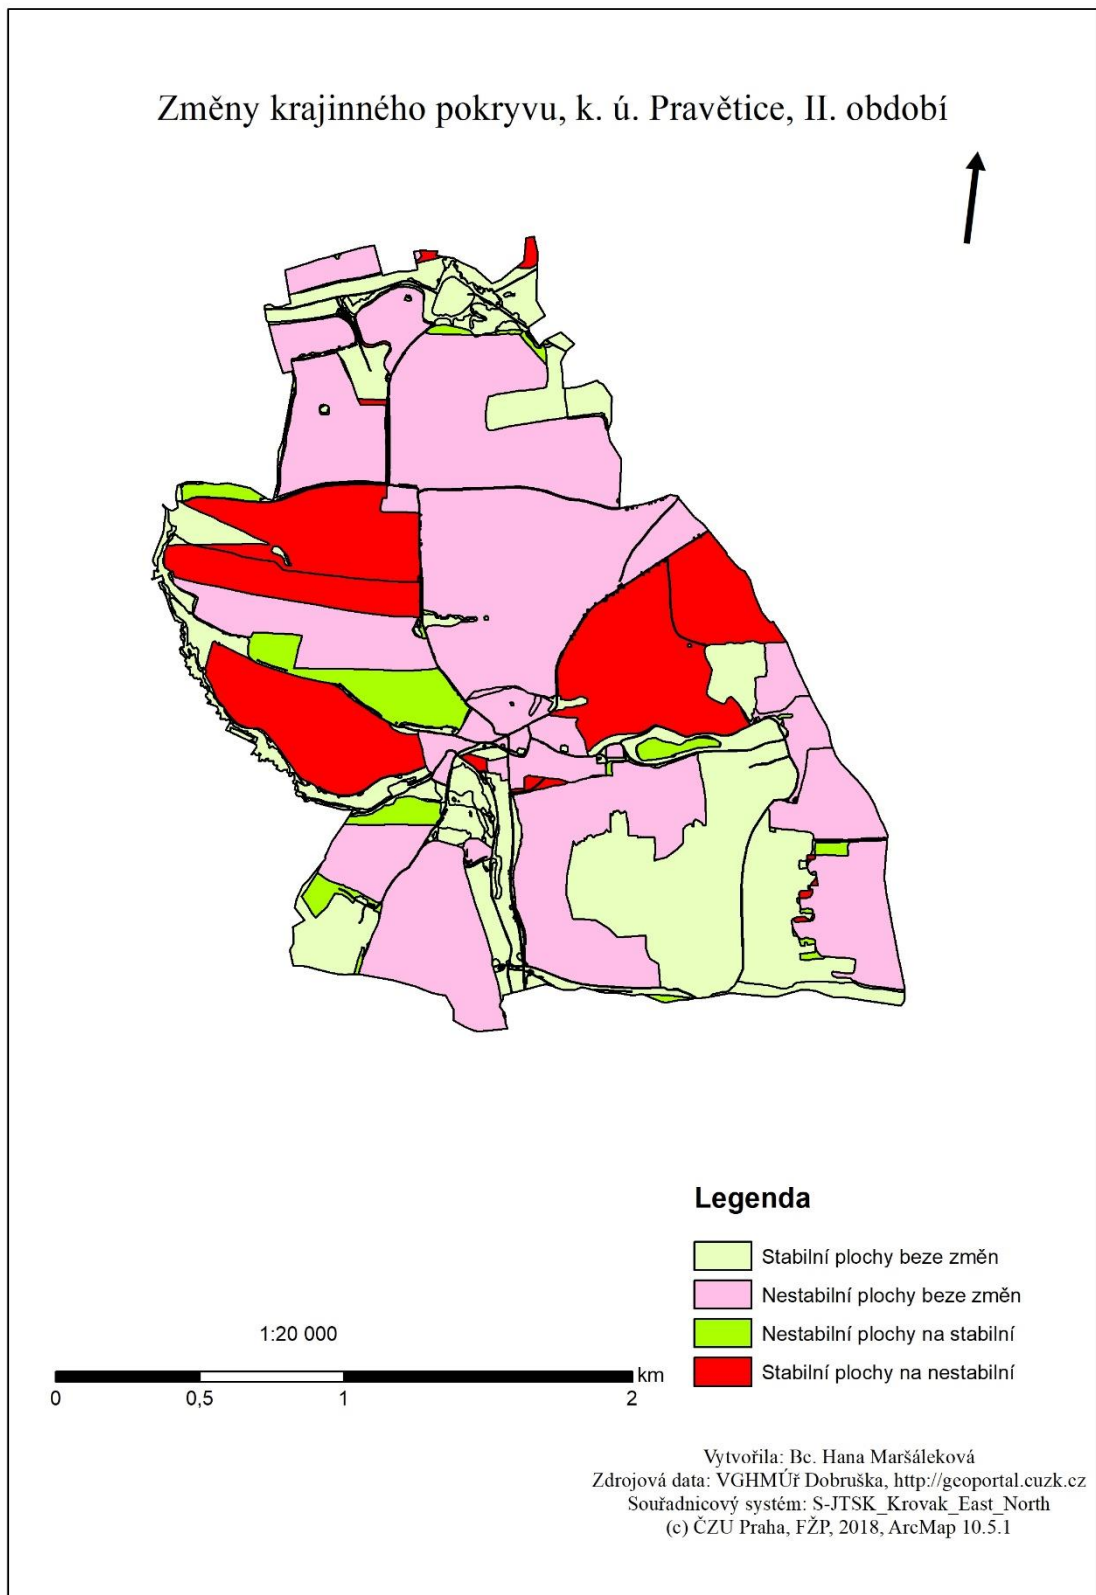 Změny krajinného pokryvu, k. ú. Pravětice, II. období
Legenda
Stabilní plochy beze změn
Nestabilní plochy beze změn
Nestabilní plochy na stabilní
Stabilní plochy na nestabilní
1:20 000
km
0 0,5 1 2
Vytvořila: Bc. Hana Maršáleková
Zdrojová data: VGHMÚř Dobruška, http://geoportal.cuzk.cz
Souřadnicový systém: S-JTSK_Krovak_East_North
(c) ČZU Praha, FŽP, 2018, ArcMap 10.5.1